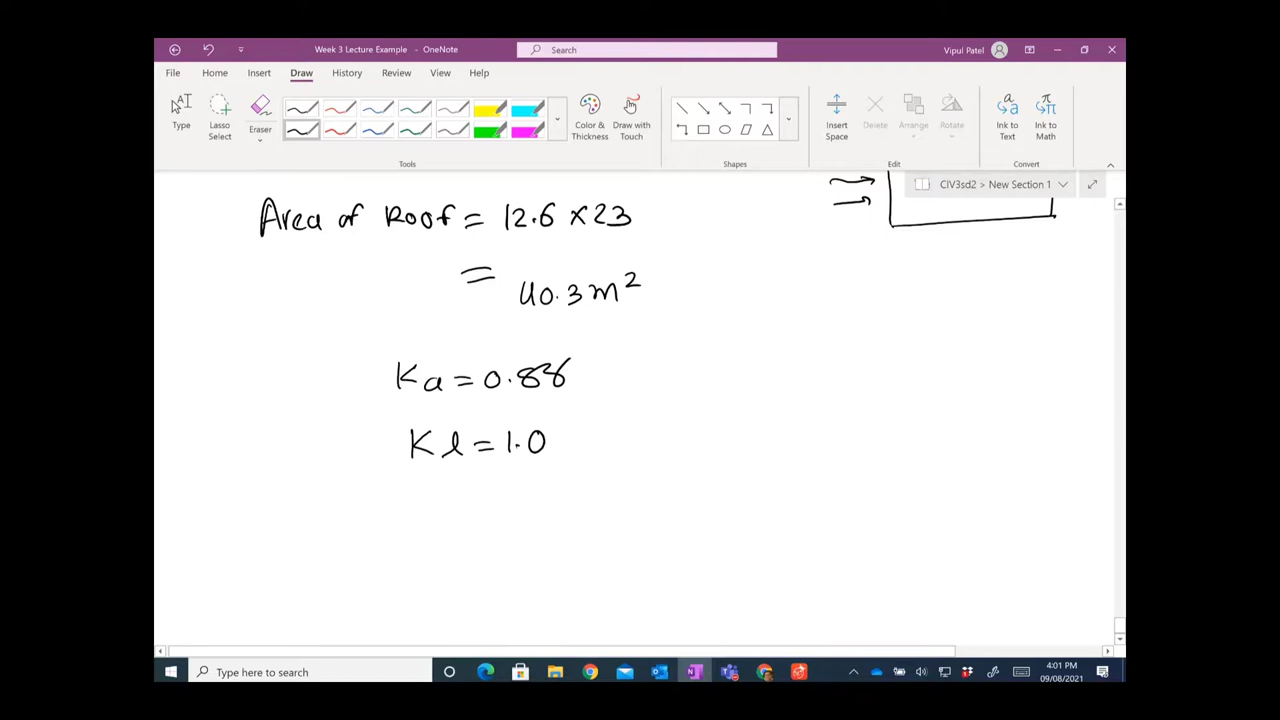 Week 3 Lecture Example - OneNote
Search
Vipul Patel
File Home Insert Draw History Review View Help
Type
Lasso Select
Eraser
Color & Thickness
Draw with Touch
Insert Space
Delete
Arrange
Rotate
Ink to Text
Ink to Math
Tools
Shapes
Edit
Convert
CIV3sd2 > New Section 1
Area of Roof = 12.6 × 23
= 40.3 m²
Ka = 0.88
Kl = 1.0
Type here to search
4:01 PM
09/08/2021